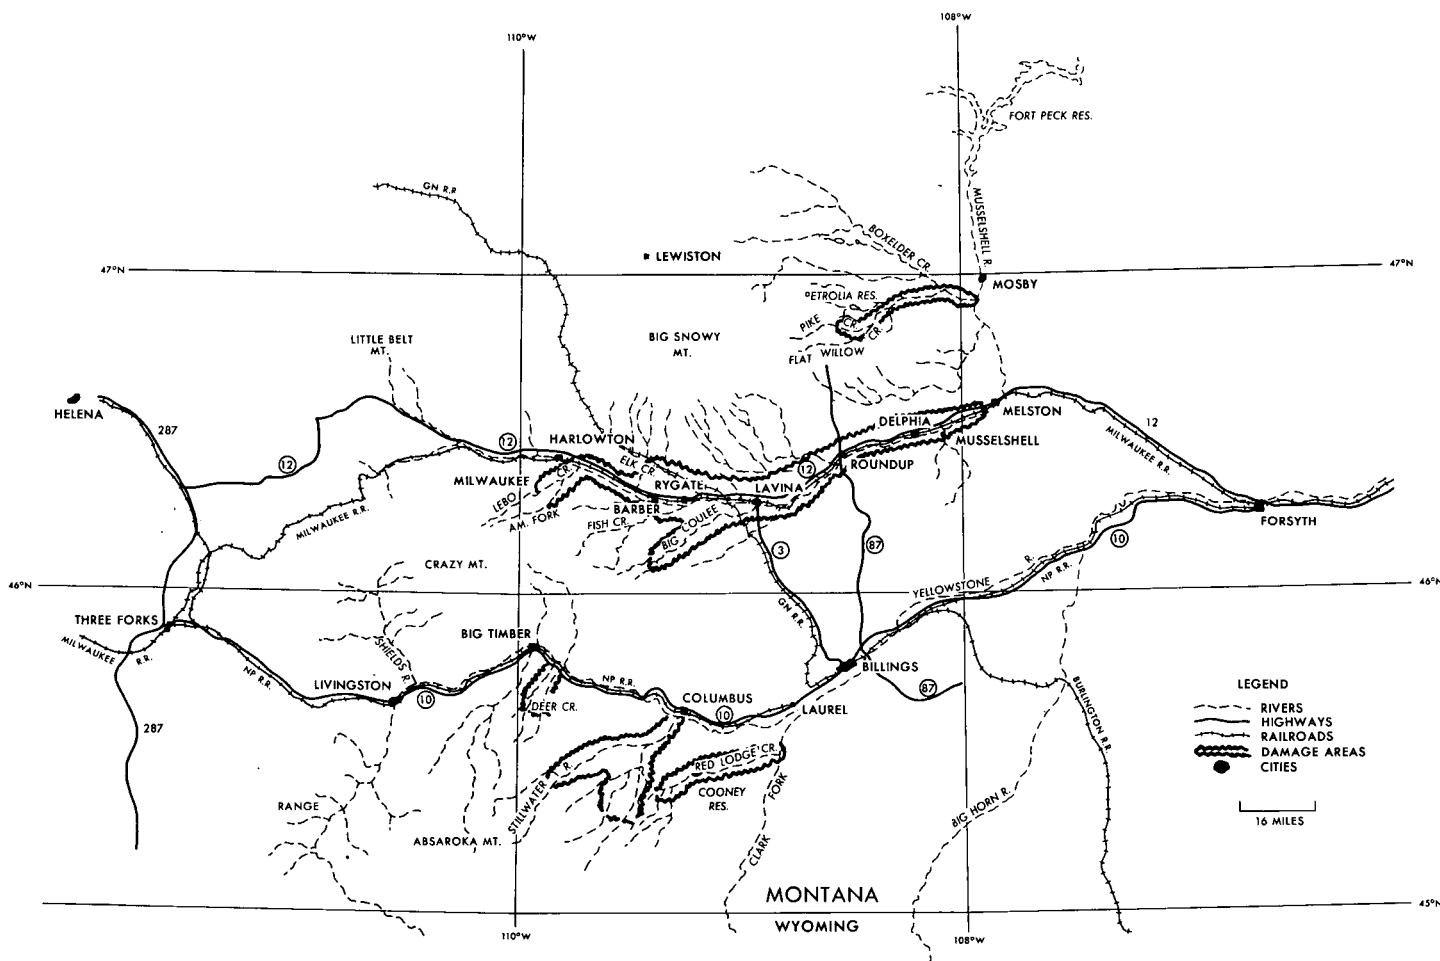 108°W
110°W
FORT PECK RES.
GN R.R
MUSSELSHELL R.
BOXELDER CR.
LEWISTON
47°N
47°N
MOSBY
PETROLIA RES.
PIKE
CR.
CR.
BIG SNOWY
MT.
FLAT WILLOW
LITTLE BELT
MT.
HELENA
287
12
MELSTON
DELPHIA
12
HARLOWTON
12
MUSSELSHELL
MILWAUKEE R.R.
12
ELK CR.
ROUNDUP
MILWAUKEE
CR.
RYGATE
LAVINA
LEBO
BARBER
AM. FORK
FISH CR.
BIG COULEE
MILWAUKEE R.R.
FORSYTH
10
3
87
CRAZY MT.
46°N
46°N
YELLOWSTONE R.
NP R.R.
GN R.R.
THREE FORKS
MILWAUKEE
R.R.
BIG TIMBER
SHIELDS R.
BILLINGS
NP R.R.
LIVINGSTON
10
NP R.R.
87
COLUMBUS
DEER CR.
10
LAUREL
BURLINGTON R.R.
287
LEGEND
RIVERS
HIGHWAYS
RAILROADS
DAMAGE AREAS
CITIES
16 MILES
RED LODGE CR.
STILLWATER R.
COONEY
RES.
CLARK FORK
RANGE
ABSAROKA MT.
BIG HORN R.
MONTANA
WYOMING
45°N
110°W
108°W